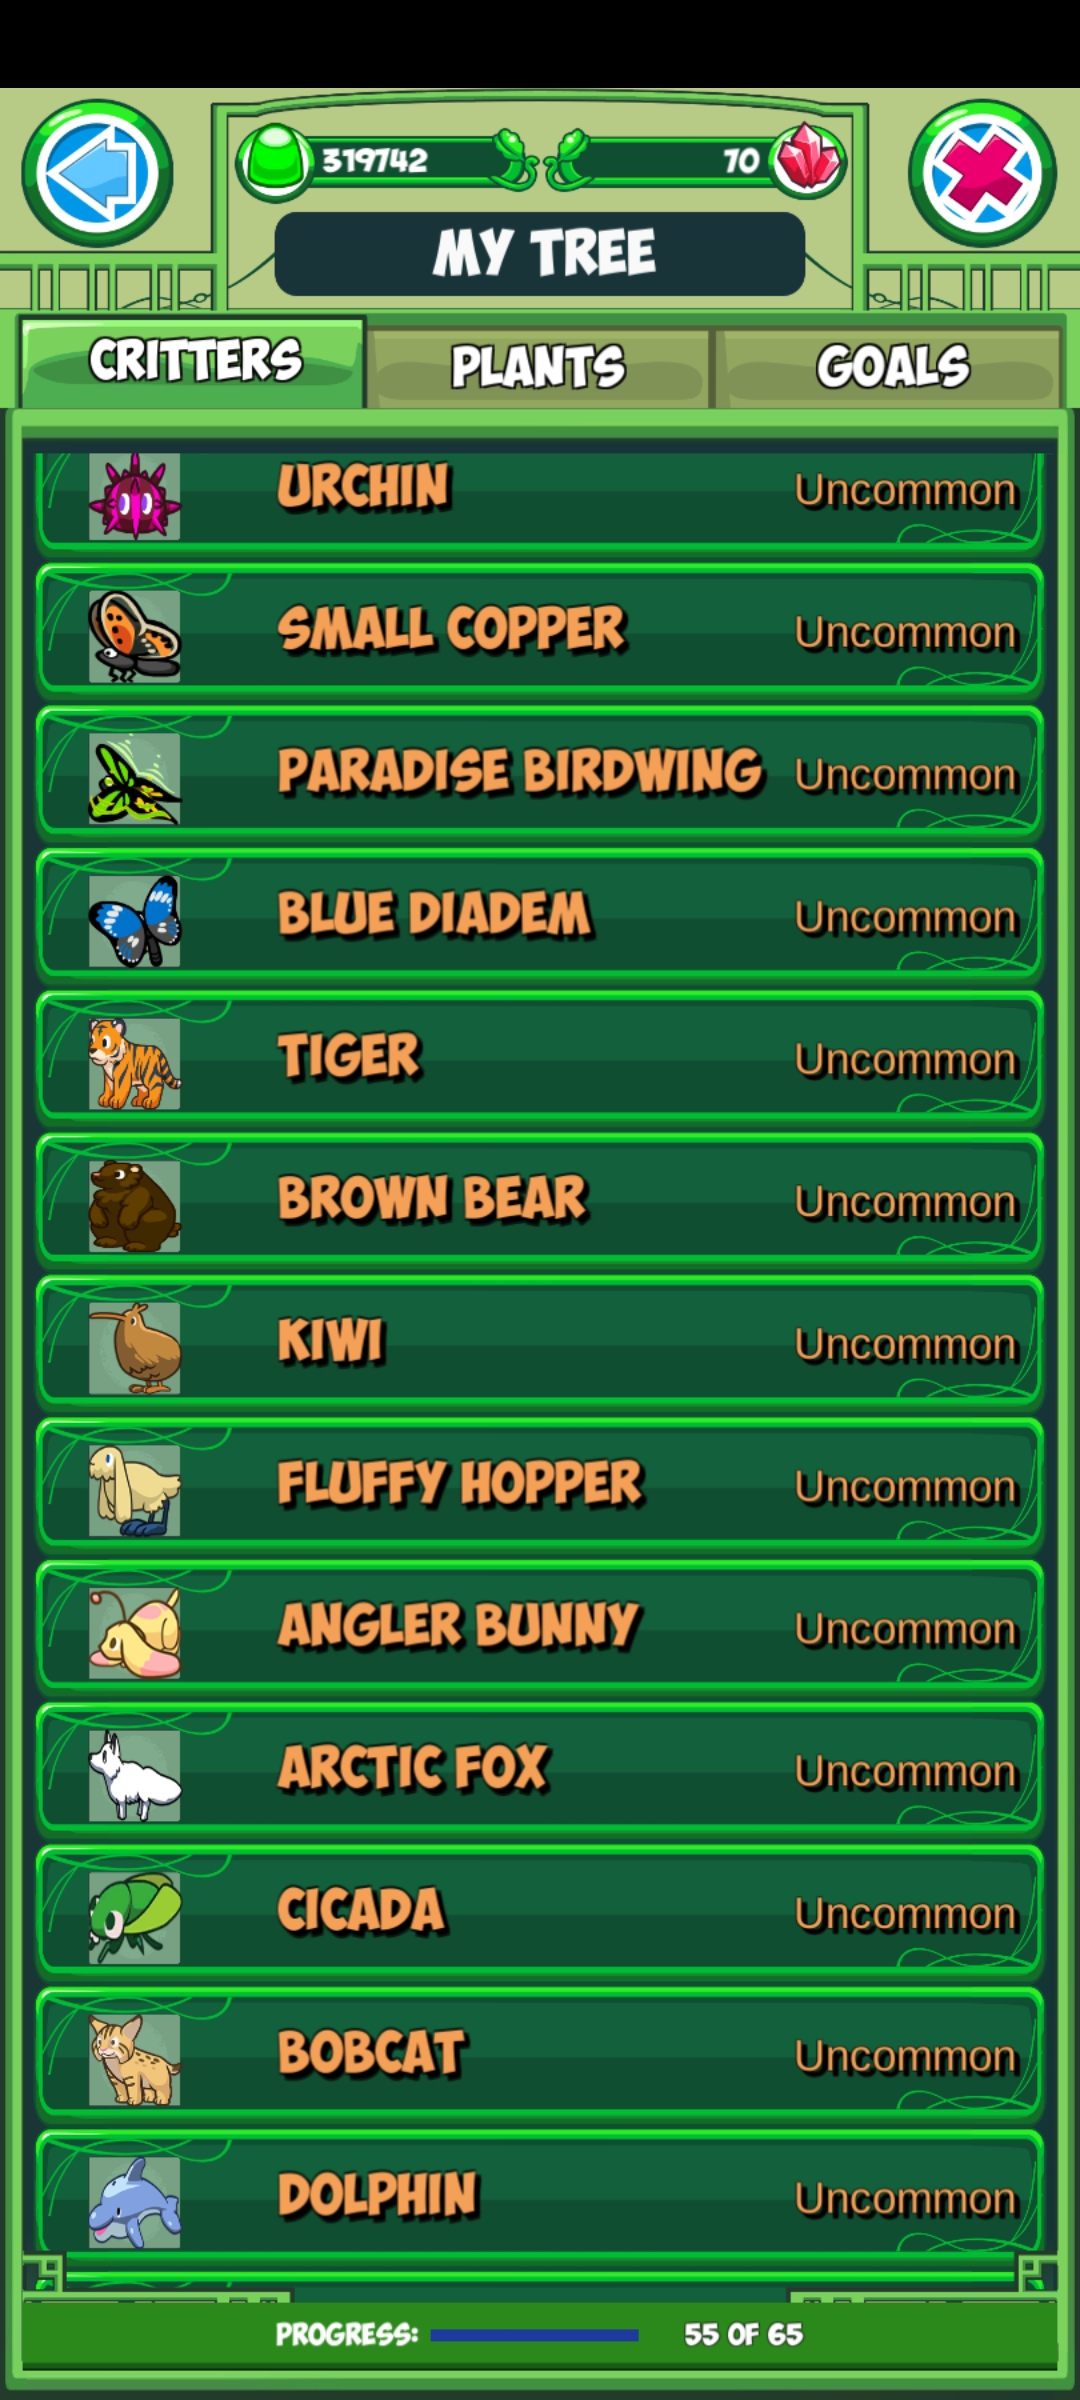 319742 70
MY TREE
CRITTERS PLANTS GOALS
URCHIN Uncommon
SMALL COPPER Uncommon
PARADISE BIRDWING Uncommon
BLUE DIADEM Uncommon
TIGER Uncommon
BROWN BEAR Uncommon
KIWI Uncommon
FLUFFY HOPPER Uncommon
ANGLER BUNNY Uncommon
ARCTIC FOX Uncommon
CICADA Uncommon
BOBCAT Uncommon
DOLPHIN Uncommon
PROGRESS: 55 OF 65